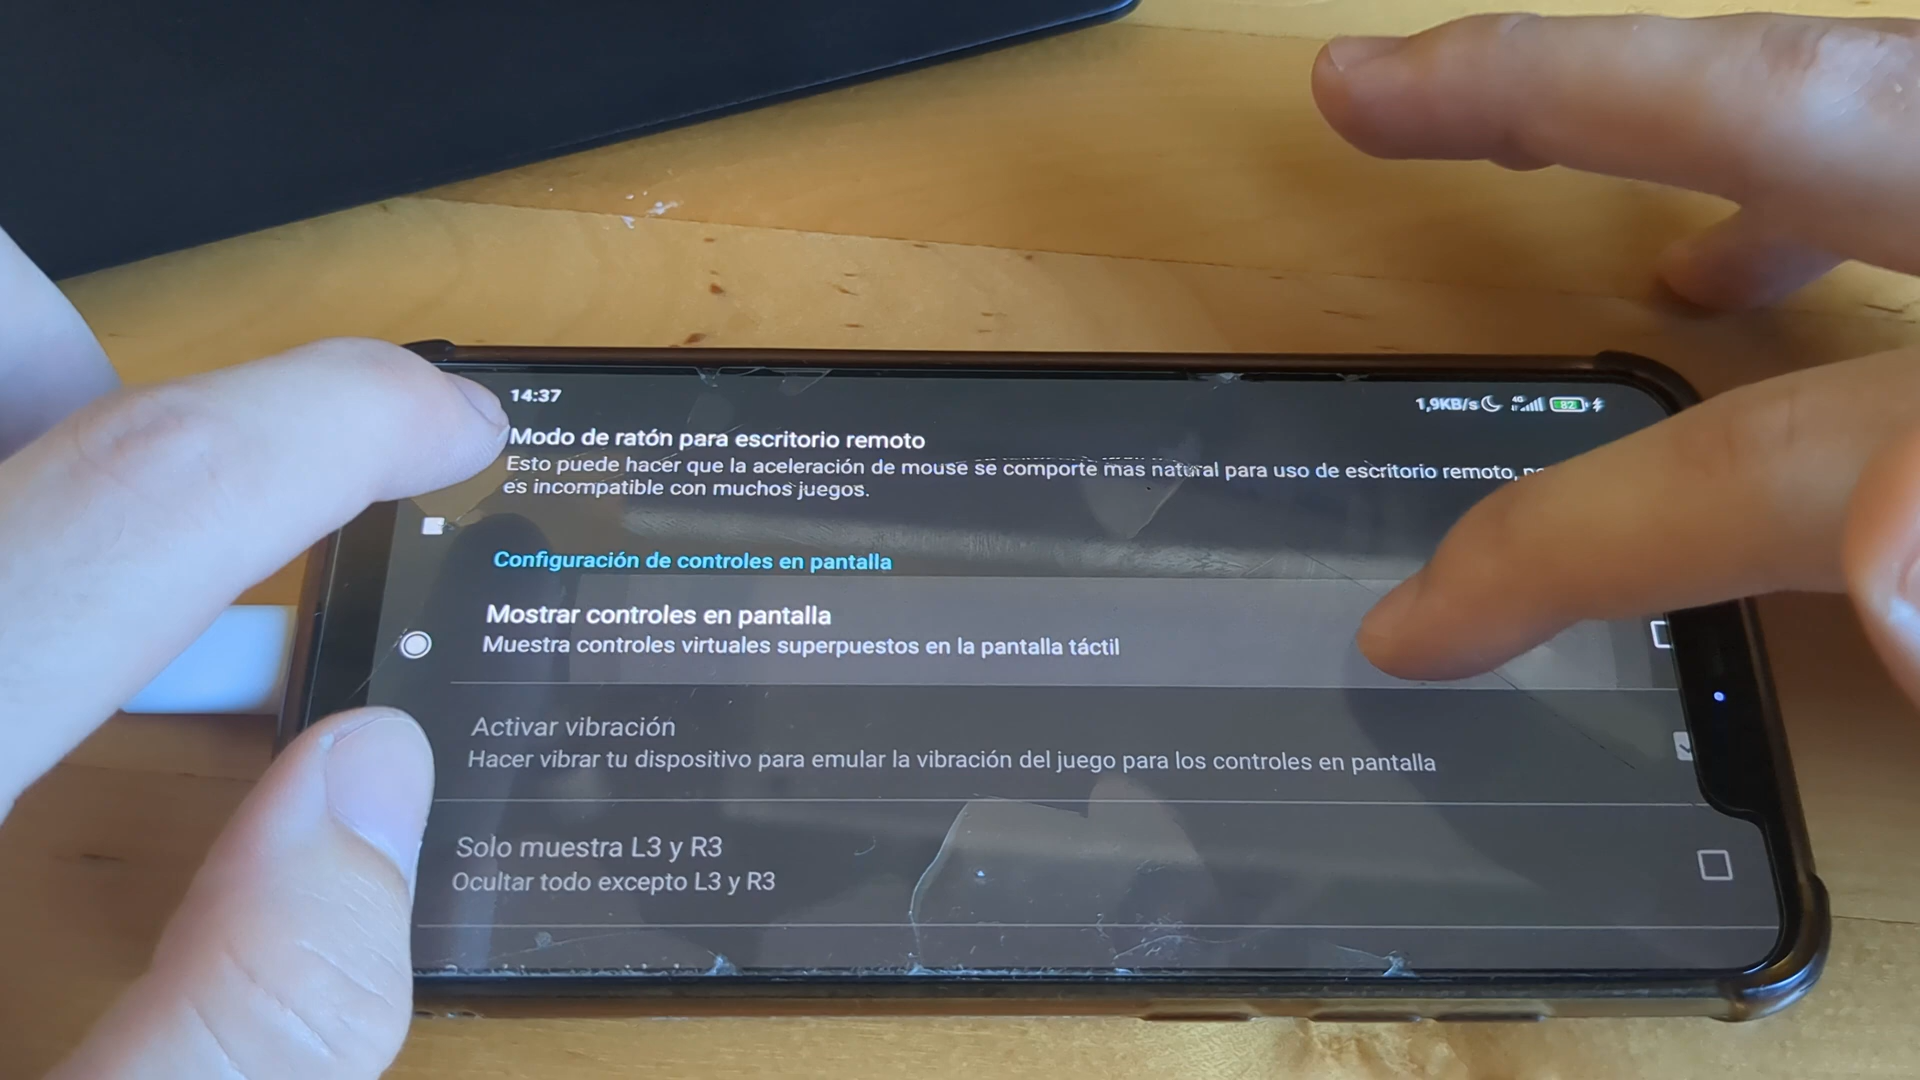 14:37
1,9KB/s 4G 82
Modo de ratón para escritorio remoto
Esto puede hacer que la aceleración de mouse se comporte mas natural para uso de escritorio remoto,
es incompatible con muchos juegos.
Configuración de controles en pantalla
Mostrar controles en pantalla
Muestra controles virtuales superpuestos en la pantalla táctil
Activar vibración
Hacer vibrar tu dispositivo para emular la vibración del juego para los controles en pantalla
Solo muestra L3 y R3
Ocultar todo excepto L3 y R3